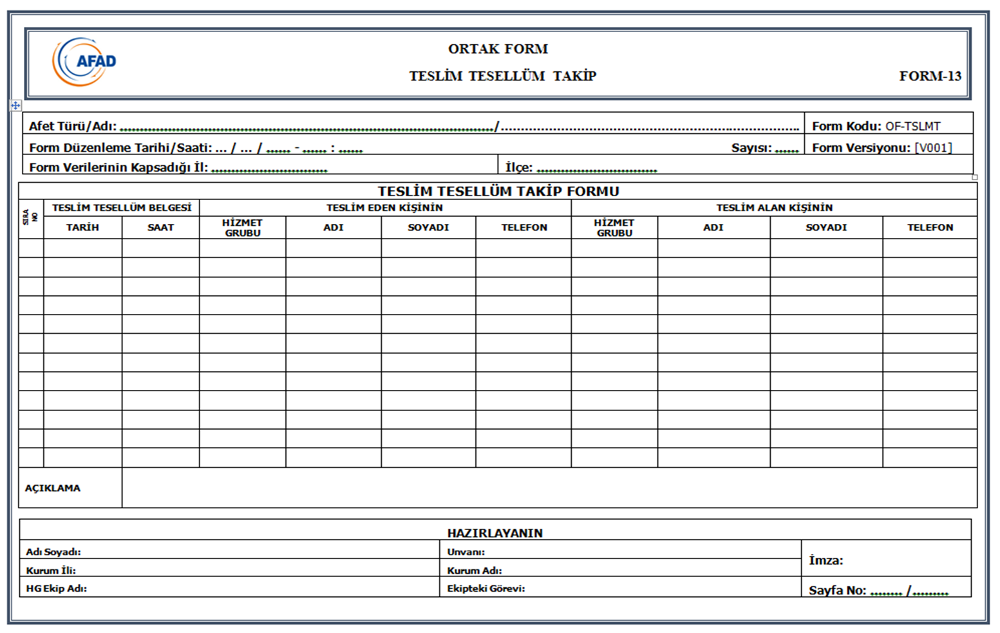 AFAD
ORTAK FORM
TESLİM TESELLÜM TAKİP
FORM-13
Afet Türü/Adı: ............................................................................................/..........................................................................
Form Kodu: OF-TSLMT
Form Düzenleme Tarihi/Saati: ... / ... / ...... - ...... : ......
Sayısı: ......
Form Versiyonu: [V001]
Form Verilerinin Kapsadığı İl: .............................
İlçe: ..............................
TESLİM TESELLÜM TAKİP FORMU
SIRA NO
TESLİM TESELLÜM BELGESİ
TESLİM EDEN KİŞİNİN
TESLİM ALAN KİŞİNİN
TARİH
SAAT
HİZMET GRUBU
ADI
SOYADI
TELEFON
HİZMET GRUBU
ADI
SOYADI
TELEFON
AÇIKLAMA
HAZIRLAYANIN
Adı Soyadı:
Unvanı:
İmza:
Kurum İli:
Kurum Adı:
HG Ekip Adı:
Ekipteki Görevi:
Sayfa No: ........ /.........